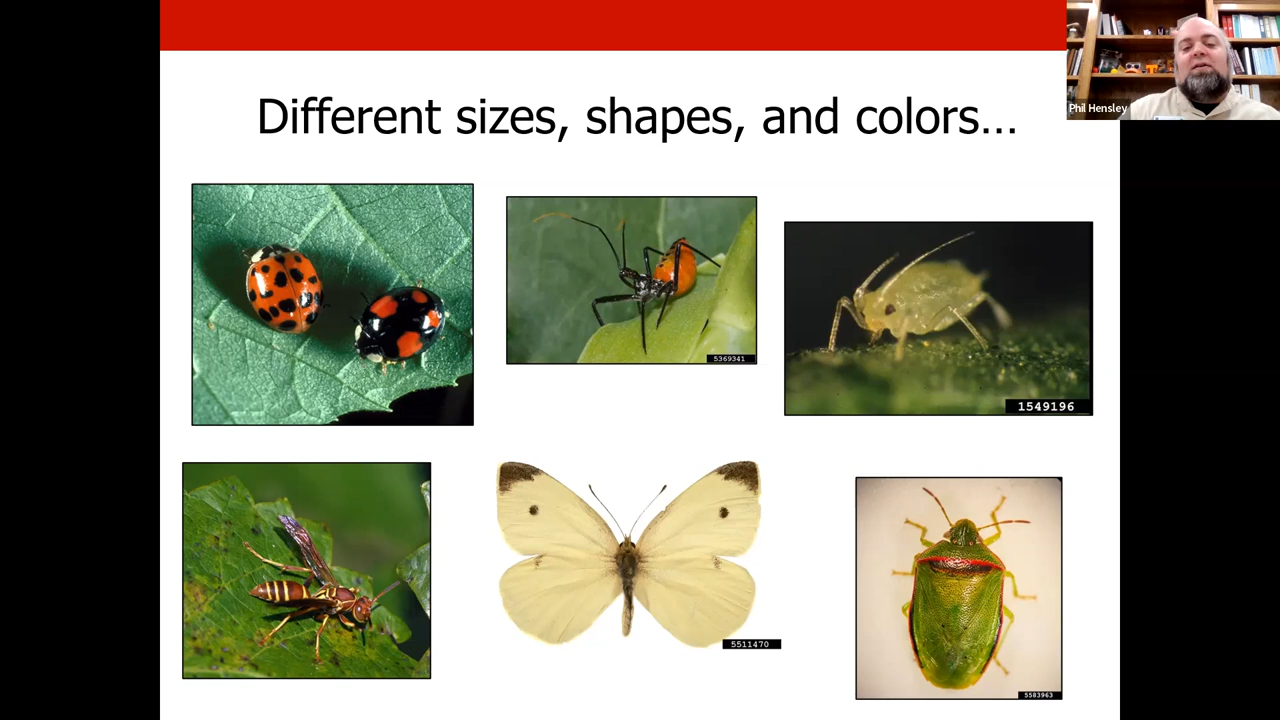 Different sizes, shapes, and colors…
Phil Hensley
5369341
1549196
5511470
5583963